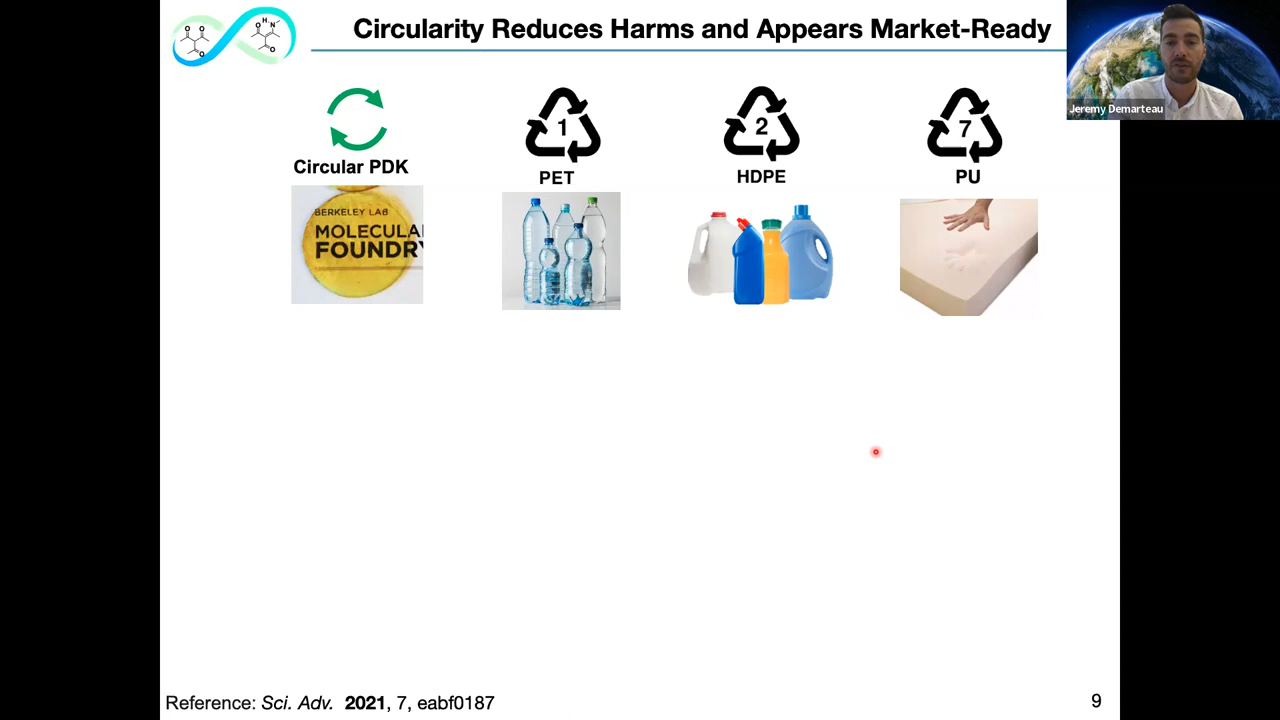 Circularity Reduces Harms and Appears Market-Ready
Jeremy Demarteau
Circular PDK
1
PET
2
HDPE
7
PU
BERKELEY LAB
MOLECULA
FOUNDRY
O O
O
H
O N
O
Reference: Sci. Adv. 2021, 7, eabf0187
9